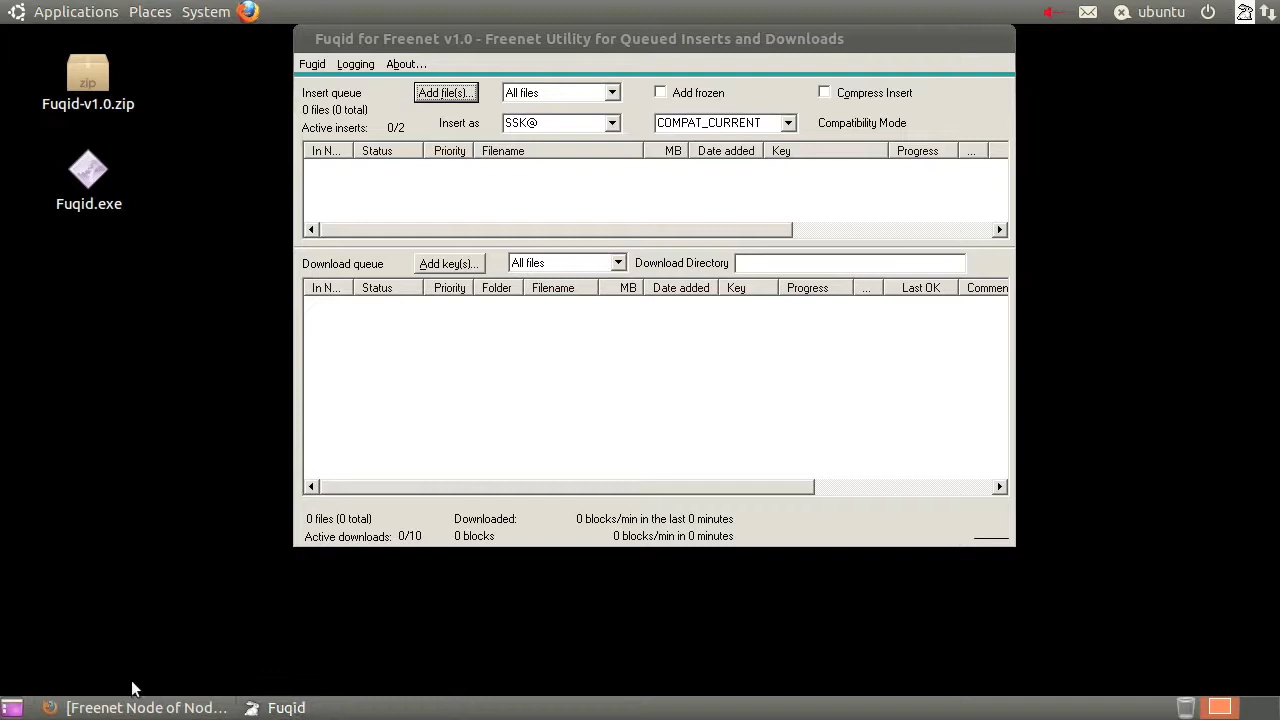 Applications Places System
ubuntu
zip
Fuqid-v1.0.zip
Fuqid.exe
Fuqid for Freenet v1.0 - Freenet Utility for Queued Inserts and Downloads
Fuqid Logging About...
Insert queue Add file(s)... All files Add frozen Compress Insert
0 files (0 total)
Active inserts: 0/2 Insert as SSK@ COMPAT_CURRENT Compatibility Mode
In N... Status Priority Filename MB Date added Key Progress ...
Download queue Add key(s)... All files Download Directory
In N... Status Priority Folder Filename MB Date added Key Progress ... Last OK Commen
0 files (0 total) Downloaded: 0 blocks/min in the last 0 minutes
Active downloads: 0/10 0 blocks 0 blocks/min in 0 minutes
[Freenet Node of Nod... Fuqid